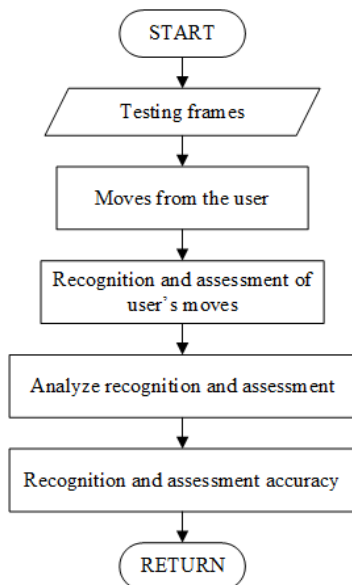 START
Testing frames
Moves from the user
Recognition and assessment of
user's moves
Analyze recognition and assessment
Recognition and assessment accuracy
RETURN